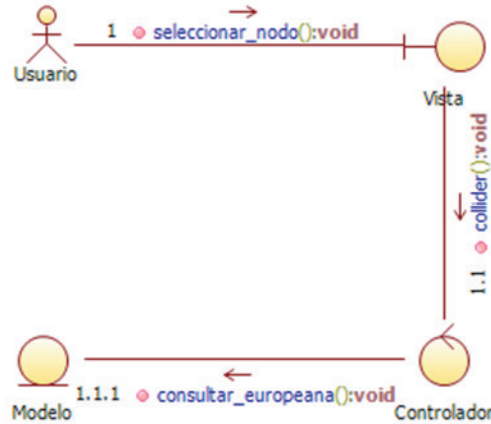 1 seleccionar_nodo():void
Usuario
Vista
1.1 collider():void
1.1.1 consultar_europeana():void
Modelo
Controlador